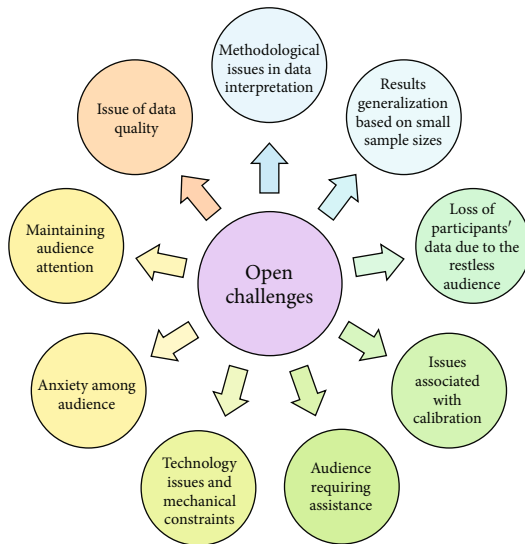 Methodological
issues in data
interpretation
Results
generalization
based on small
sample sizes
Loss of
participants' data
due to the
restless audience
Issues
associated
with
calibration
Audience
requiring
assistance
Technology
issues and
mechanical
constraints
Anxiety among
audience
Maintaining
audience
attention
Issue of data
quality
Open
challenges